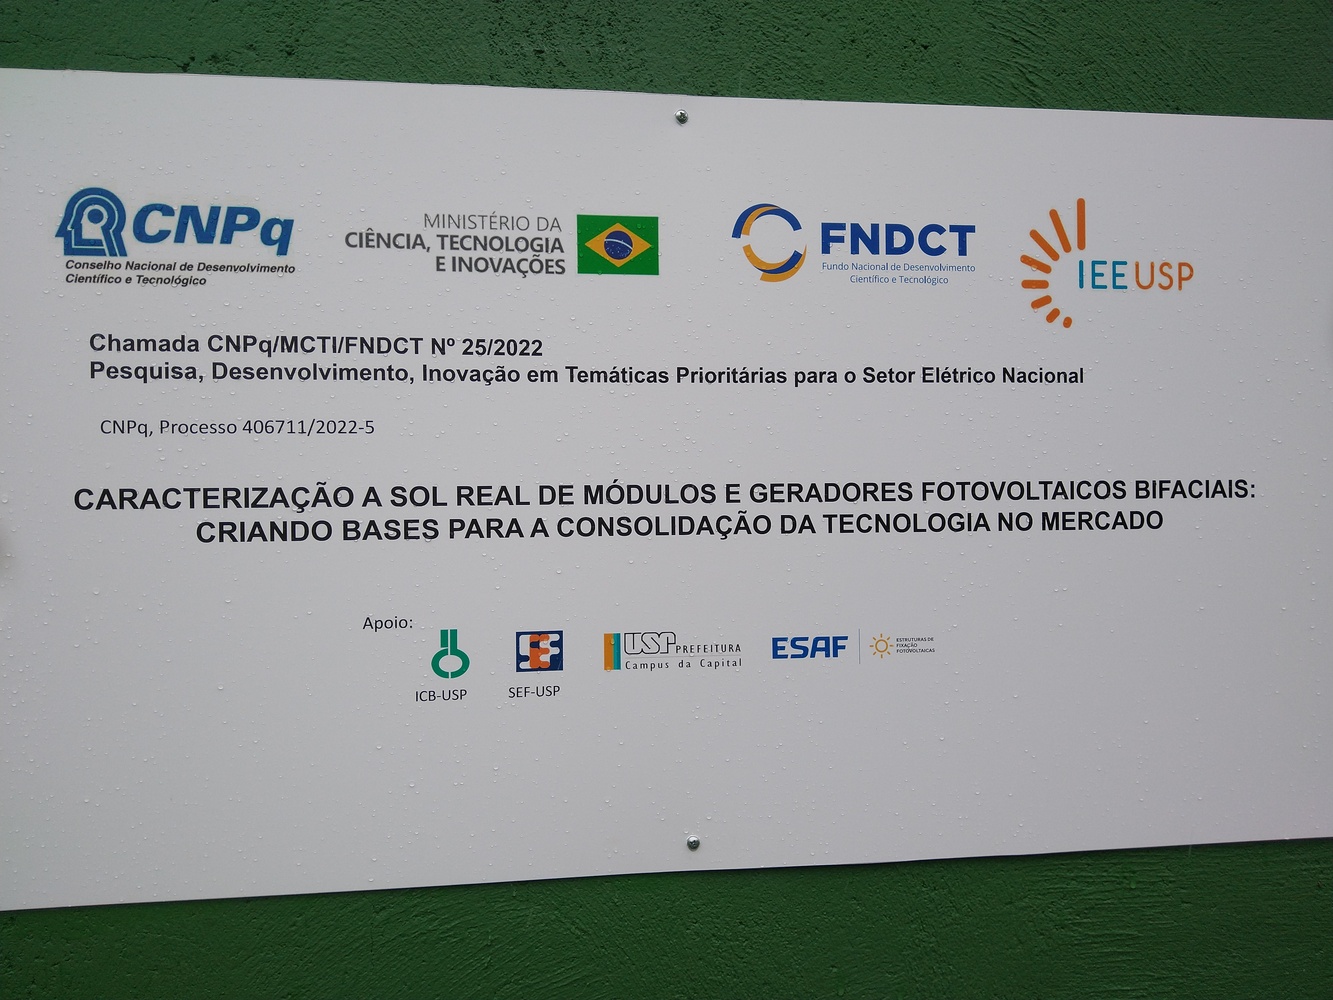 CNPq
Conselho Nacional de Desenvolvimento
Científico e Tecnológico
MINISTÉRIO DA
CIÊNCIA, TECNOLOGIA
E INOVAÇÕES
FNDCT
Fundo Nacional de Desenvolvimento
Científico e Tecnológico
IEEUSP
Chamada CNPq/MCTI/FNDCT Nº 25/2022
Pesquisa, Desenvolvimento, Inovação em Temáticas Prioritárias para o Setor Elétrico Nacional
CNPq, Processo 406711/2022-5
CARACTERIZAÇÃO A SOL REAL DE MÓDULOS E GERADORES FOTOVOLTAICOS BIFACIAIS:
CRIANDO BASES PARA A CONSOLIDAÇÃO DA TECNOLOGIA NO MERCADO
Apoio:
ICB-USP
SEF
SEF-USP
USP PREFEITURA
Campus da Capital
ESAF
ESTRUTURAS DE
FIXAÇÃO
FOTOVOLTAICAS